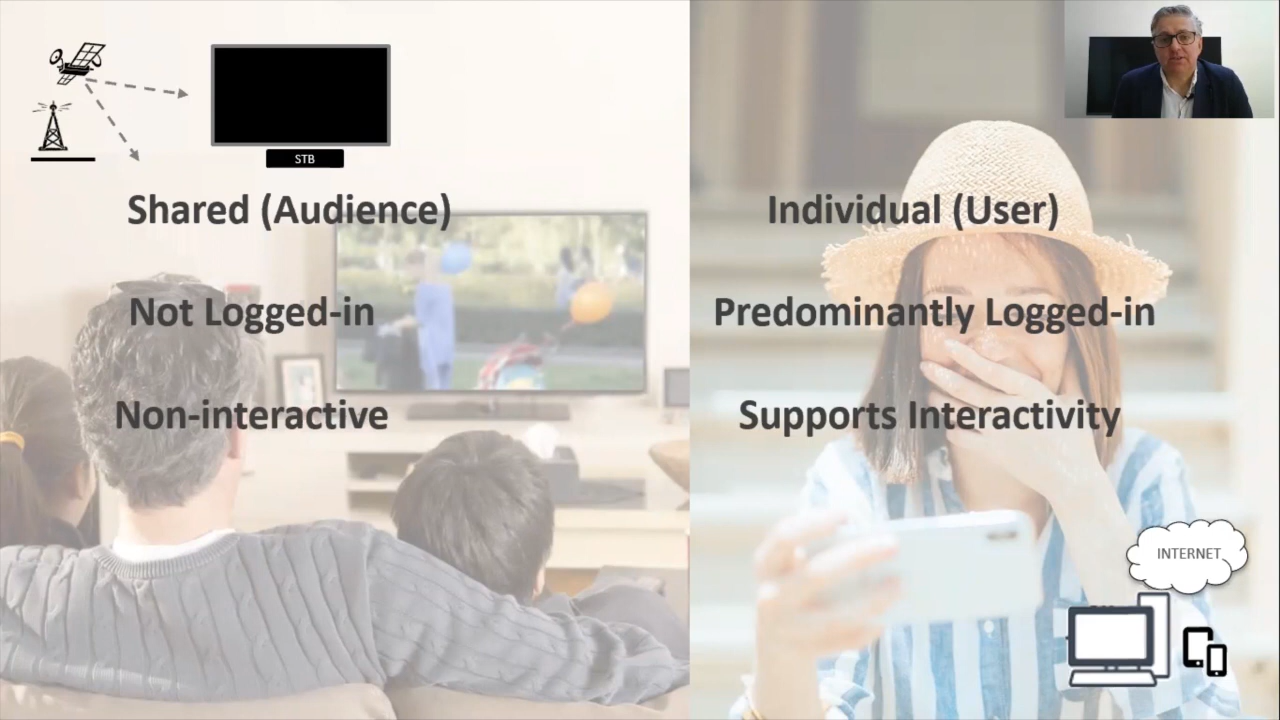 STB
Shared (Audience)
Not Logged-in
Non-interactive
Individual (User)
Predominantly Logged-in
Supports Interactivity
INTERNET